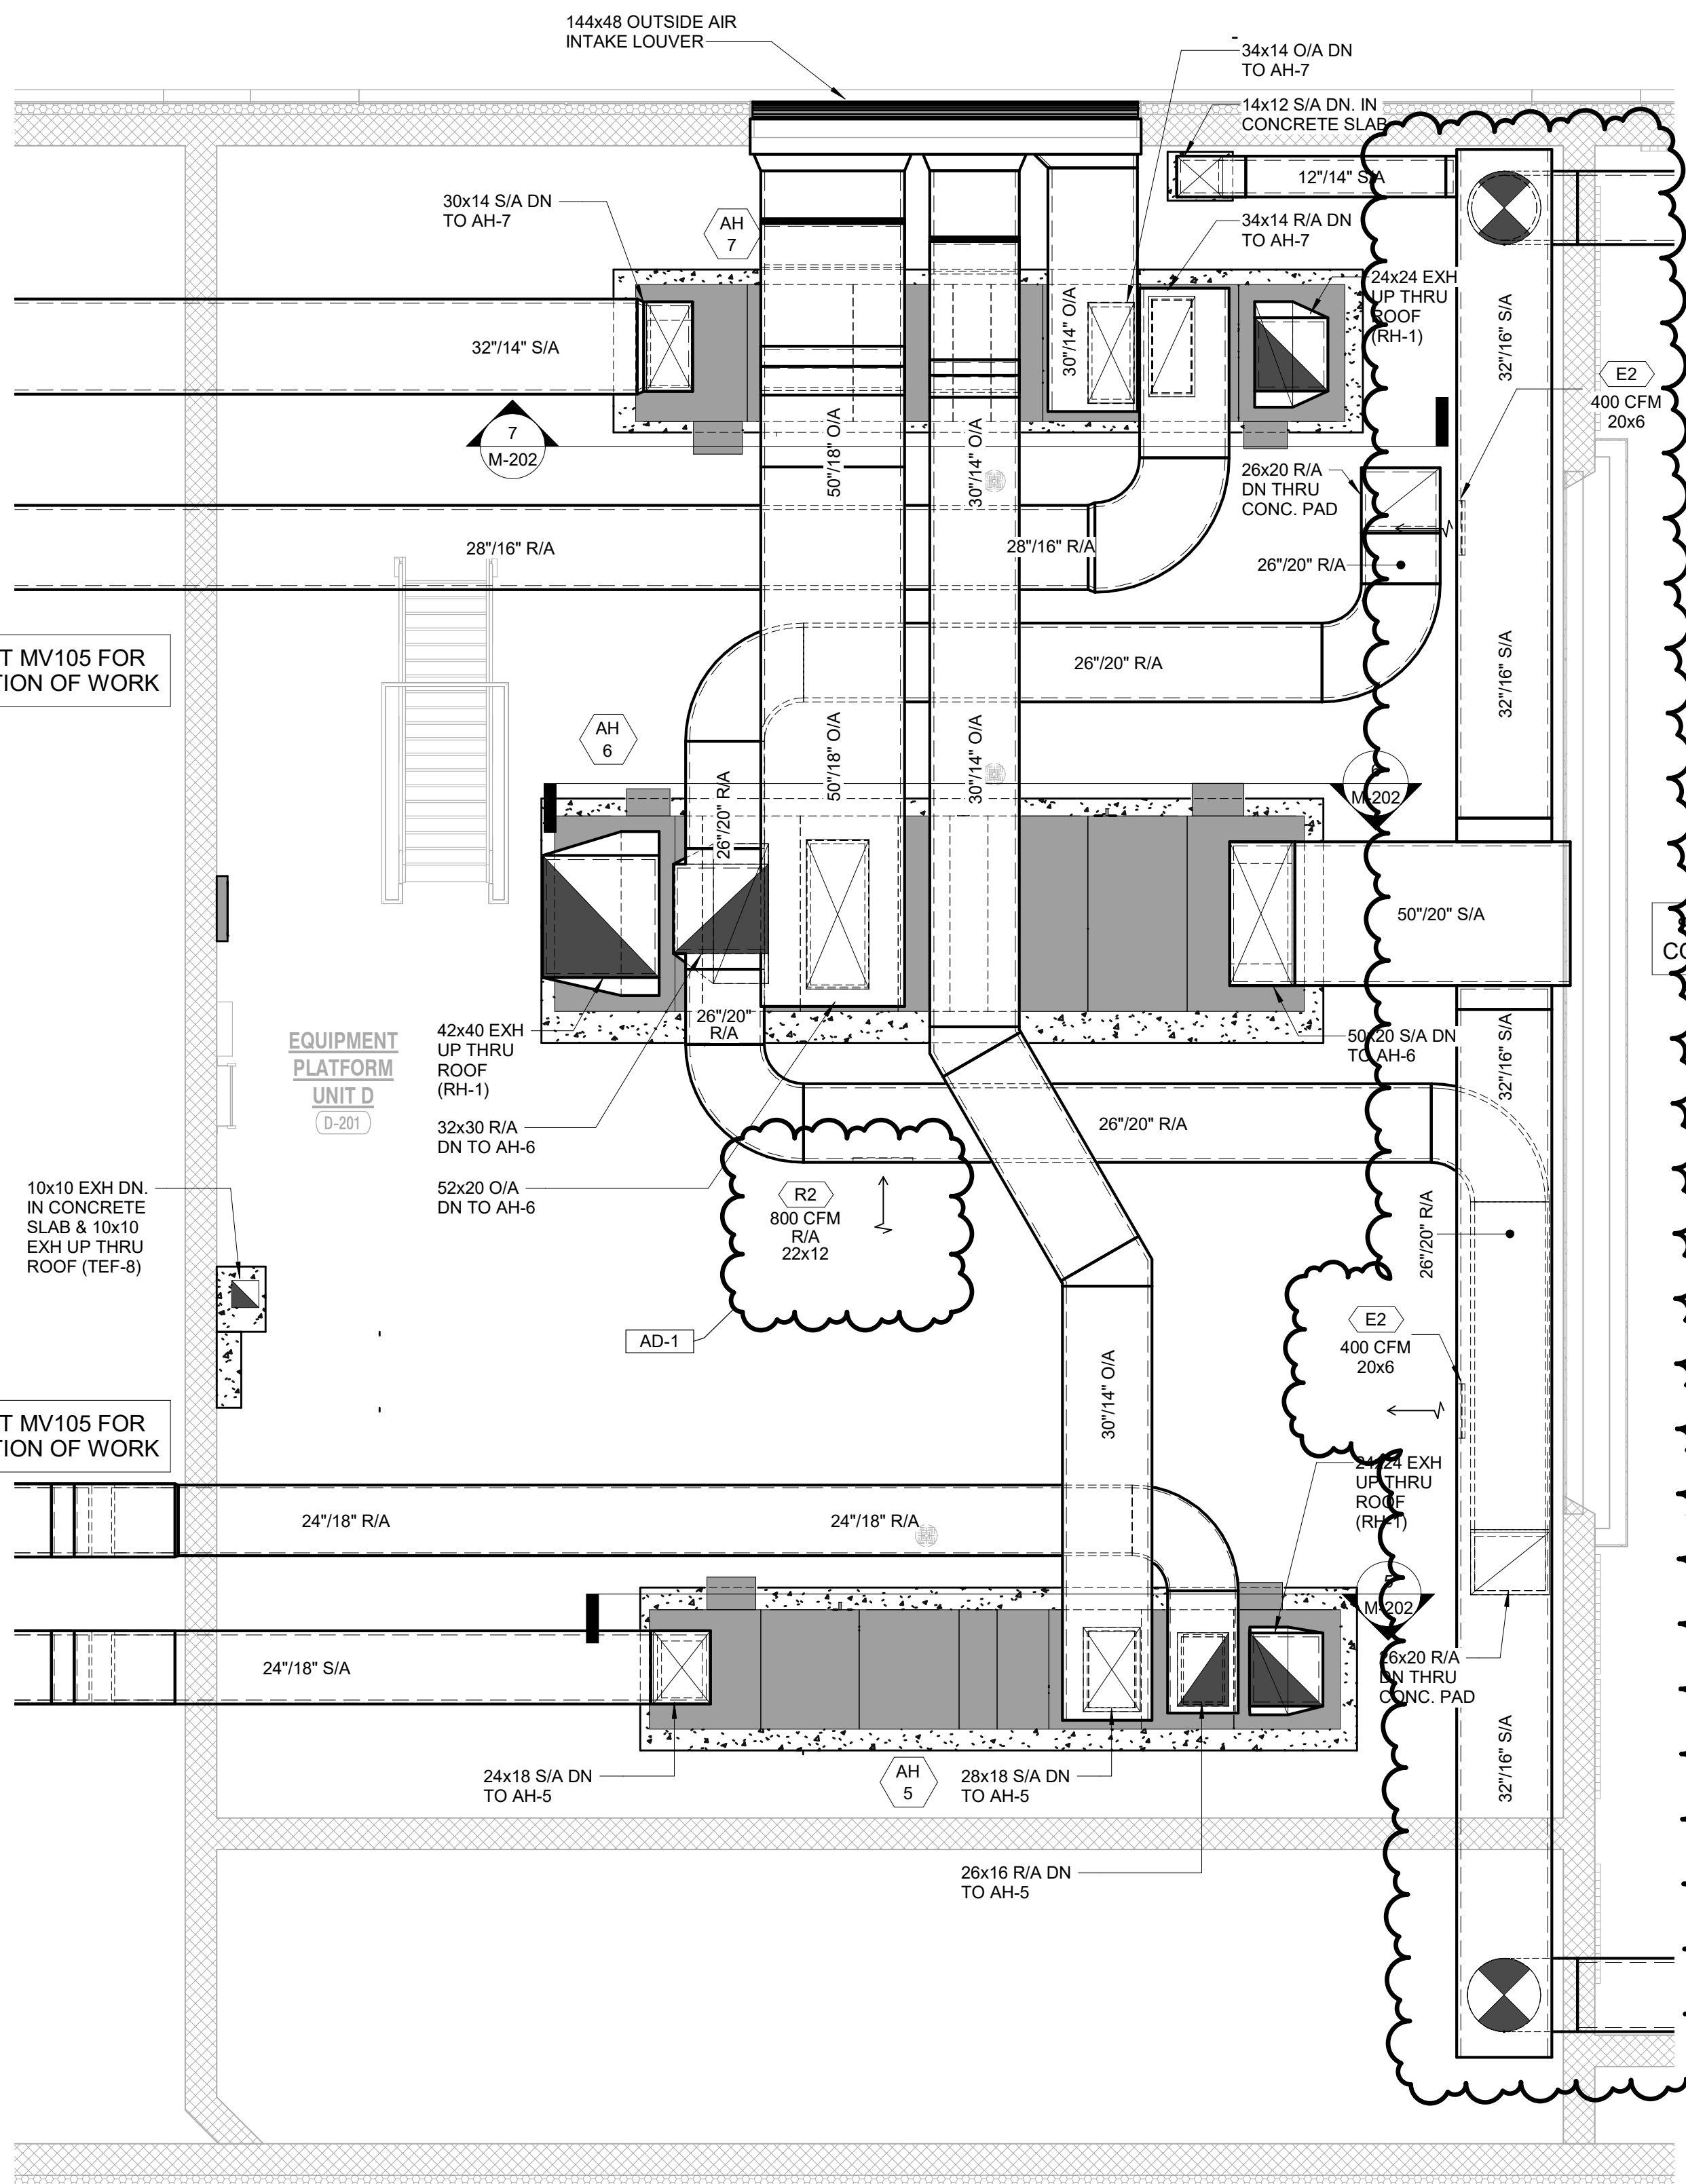 144x48 OUTSIDE AIR
INTAKE LOUVER
34x14 O/A DN
TO AH-7
14x12 S/A DN. IN
CONCRETE SLAB
12"/14" S/A
30x14 S/A DN
TO AH-7
AH
7
34x14 R/A DN
TO AH-7
24x24 EXH
UP THRU
ROOF
(RH-1)
32"/14" S/A
30"/14" O/A
32"/16" S/A
E2
400 CFM
20x6
7
M-202
50"/18" O/A
30"/14" O/A
26x20 R/A
DN THRU
CONC. PAD
28"/16" R/A
28"/16" R/A
26"/20" R/A
T MV105 FOR
TION OF WORK
26"/20" R/A
32"/16" S/A
AH
6
50"/18" O/A
30"/14" O/A
26"/20" R/A
M-202
50"/20" S/A
CO
26"/20"
R/A
42x40 EXH
UP THRU
ROOF
(RH-1)
50x20 S/A DN
TO AH-6
32"/16" S/A
EQUIPMENT
PLATFORM
UNIT D
D-201
32x30 R/A
DN TO AH-6
26"/20" R/A
52x20 O/A
DN TO AH-6
R2
800 CFM
R/A
22x12
10x10 EXH DN.
IN CONCRETE
SLAB & 10x10
EXH UP THRU
ROOF (TEF-8)
26"/20" R/A
AD-1
E2
400 CFM
20x6
30"/14" O/A
T MV105 FOR
TION OF WORK
24x24 EXH
UP THRU
ROOF
(RH-1)
24"/18" R/A
24"/18" R/A
5
M-202
24"/18" S/A
26x20 R/A
DN THRU
CONC. PAD
32"/16" S/A
24x18 S/A DN
TO AH-5
AH
5
28x18 S/A DN
TO AH-5
26x16 R/A DN
TO AH-5